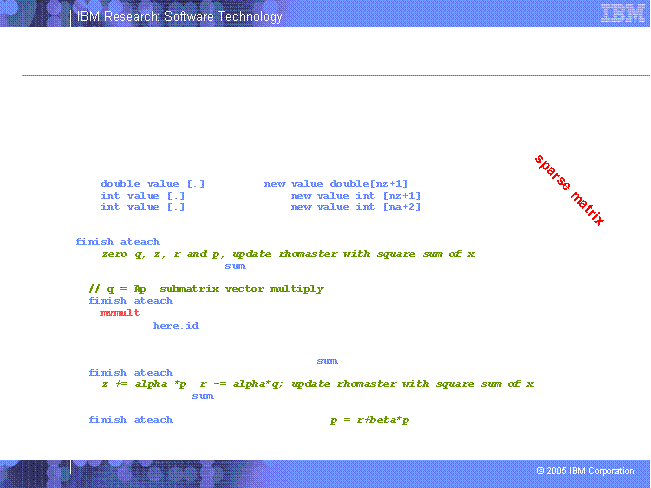 IBM Research: Software Technology
IBM
sparse matrix
double value [.] new value double[nz+1]
int value [.] new value int [nz+1]
int value [.] new value int [na+2]
finish ateach
zero q, z, r and p, update rhomaster with square sum of x
sum
// q = Ap submatrix vector multiply
finish ateach
mvmult
here.id
sum
finish ateach
z += alpha *p r -= alpha*q; update rhomaster with square sum of x
sum
finish ateach p = r+beta*p
© 2005 IBM Corporation